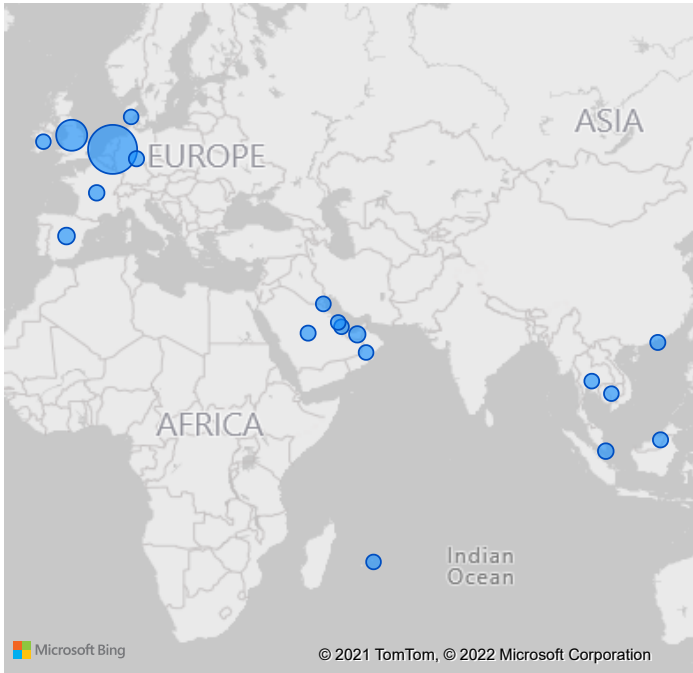 ASIA
EUROPE
AFRICA
Indian
Ocean
Microsoft Bing
© 2021 TomTom, © 2022 Microsoft Corporation